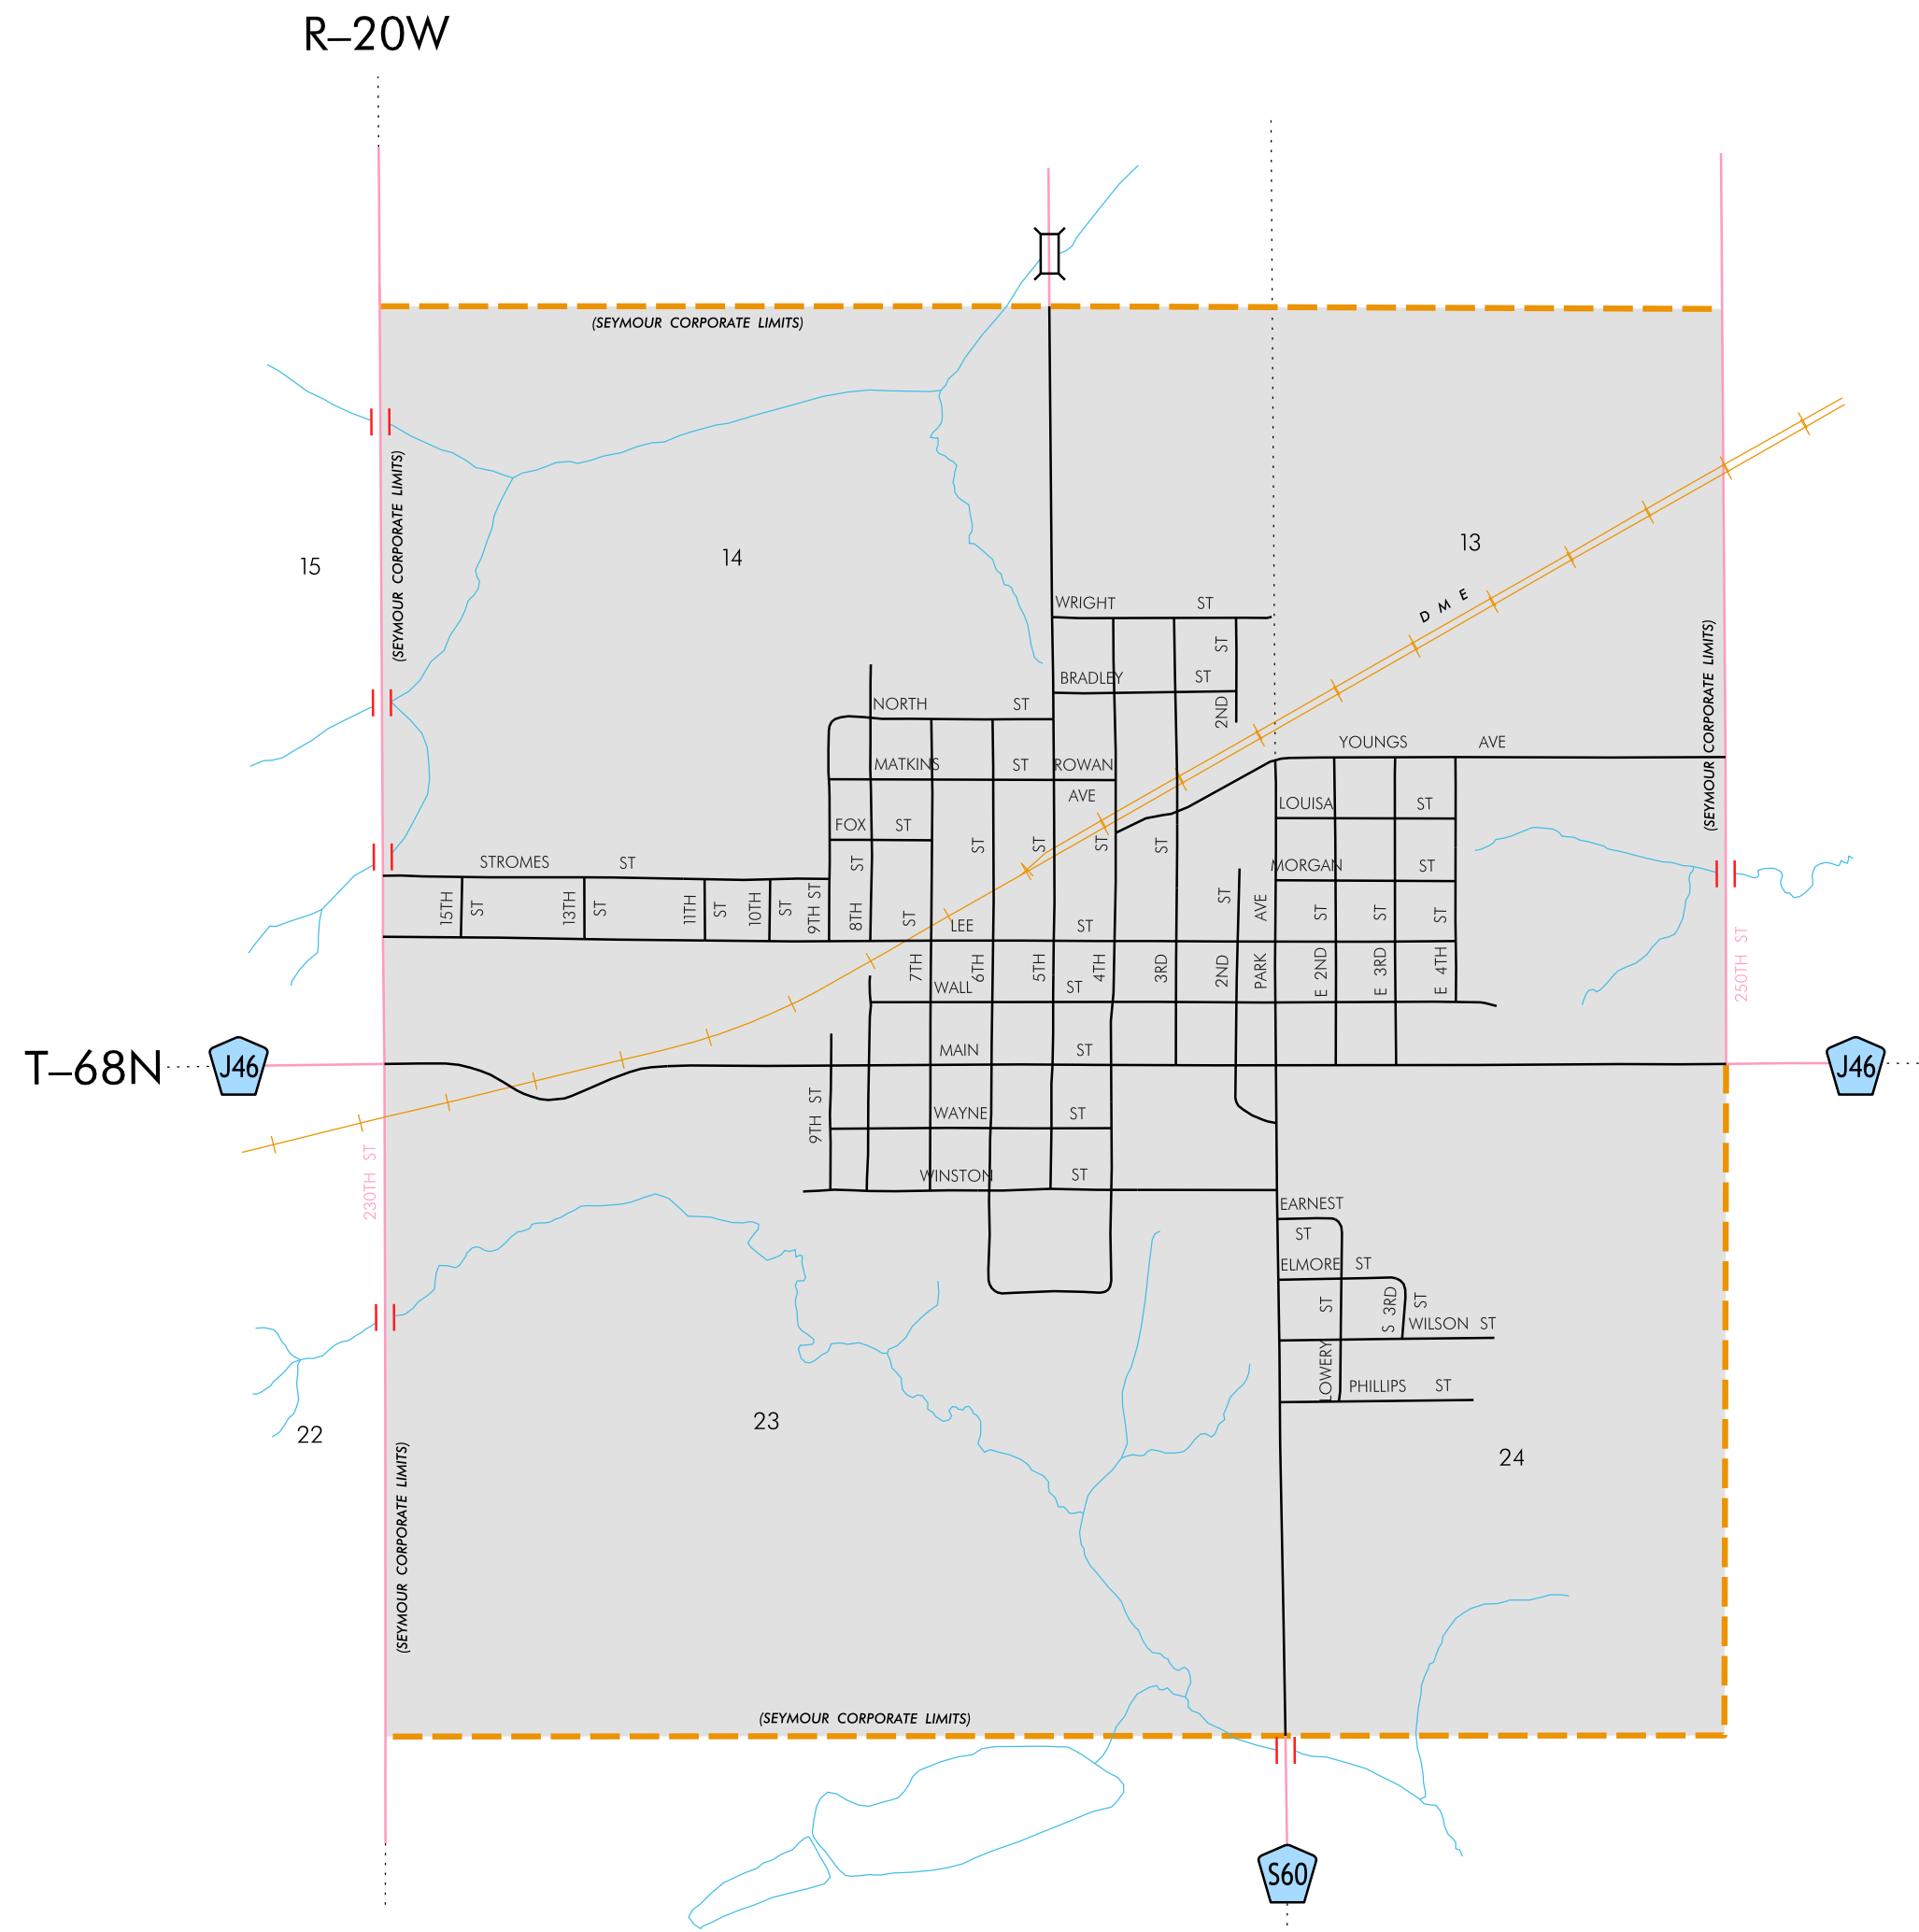 R–20W
(SEYMOUR CORPORATE LIMITS)
(SEYMOUR CORPORATE LIMITS)
15
14
13
D M E
WRIGHT ST
2ND ST
BRADLEY ST
NORTH ST
MATKINS ST
ROWAN
AVE
YOUNGS AVE
(SEYMOUR CORPORATE LIMITS)
LOUISA ST
FOX ST
STROMES ST
MORGAN ST
15TH ST
13TH ST
11TH ST
10TH ST
9TH ST
8TH ST
7TH ST
6TH ST
5TH ST
4TH ST
3RD ST
2ND ST
PARK AVE
E 2ND ST
E 3RD ST
E 4TH ST
LEE ST
WALL ST
250TH ST
T–68N
J46
MAIN ST
J46
9TH ST
WAYNE ST
230TH ST
WINSTON ST
EARNEST
ST
ELMORE ST
LOWERY ST
S 3RD ST
WILSON ST
PHILLIPS ST
22
23
24
(SEYMOUR CORPORATE LIMITS)
(SEYMOUR CORPORATE LIMITS)
S60